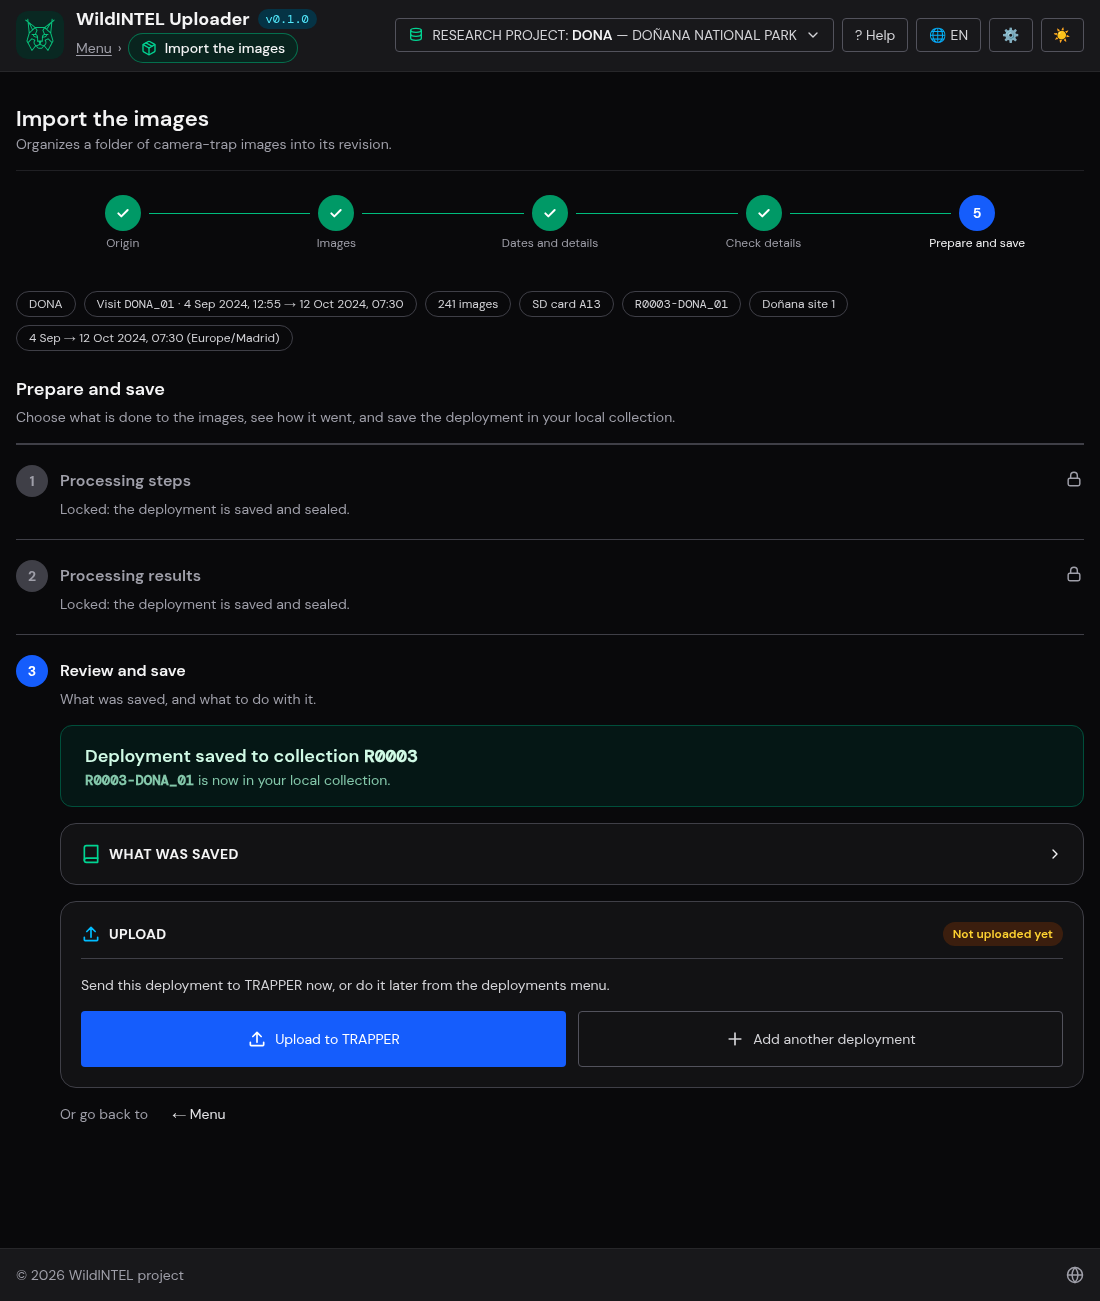 WildINTEL Uploader v0.1.0
Menu › Import the images
RESEARCH PROJECT: DONA — DOÑANA NATIONAL PARK
? Help
EN
Import the images
Organizes a folder of camera-trap images into its revision.
5
Origin
Images
Dates and details
Check details
Prepare and save
DONA
Visit DONA_01 · 4 Sep 2024, 12:55 → 12 Oct 2024, 07:30
241 images
SD card A13
R0003-DONA_01
Doñana site 1
4 Sep → 12 Oct 2024, 07:30 (Europe/Madrid)
Prepare and save
Choose what is done to the images, see how it went, and save the deployment in your local collection.
1 Processing steps
Locked: the deployment is saved and sealed.
2 Processing results
Locked: the deployment is saved and sealed.
3 Review and save
What was saved, and what to do with it.
Deployment saved to collection R0003
R0003-DONA_01 is now in your local collection.
WHAT WAS SAVED
UPLOAD
Not uploaded yet
Send this deployment to TRAPPER now, or do it later from the deployments menu.
Upload to TRAPPER
Add another deployment
Or go back to ← Menu
© 2026 WildINTEL project